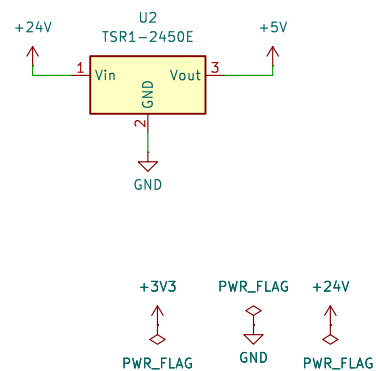 U2
TSR1-2450E
+24V
+5V
1
Vin
GND
Vout
3
2
GND
+3V3
PWR_FLAG
+24V
PWR_FLAG
GND
PWR_FLAG